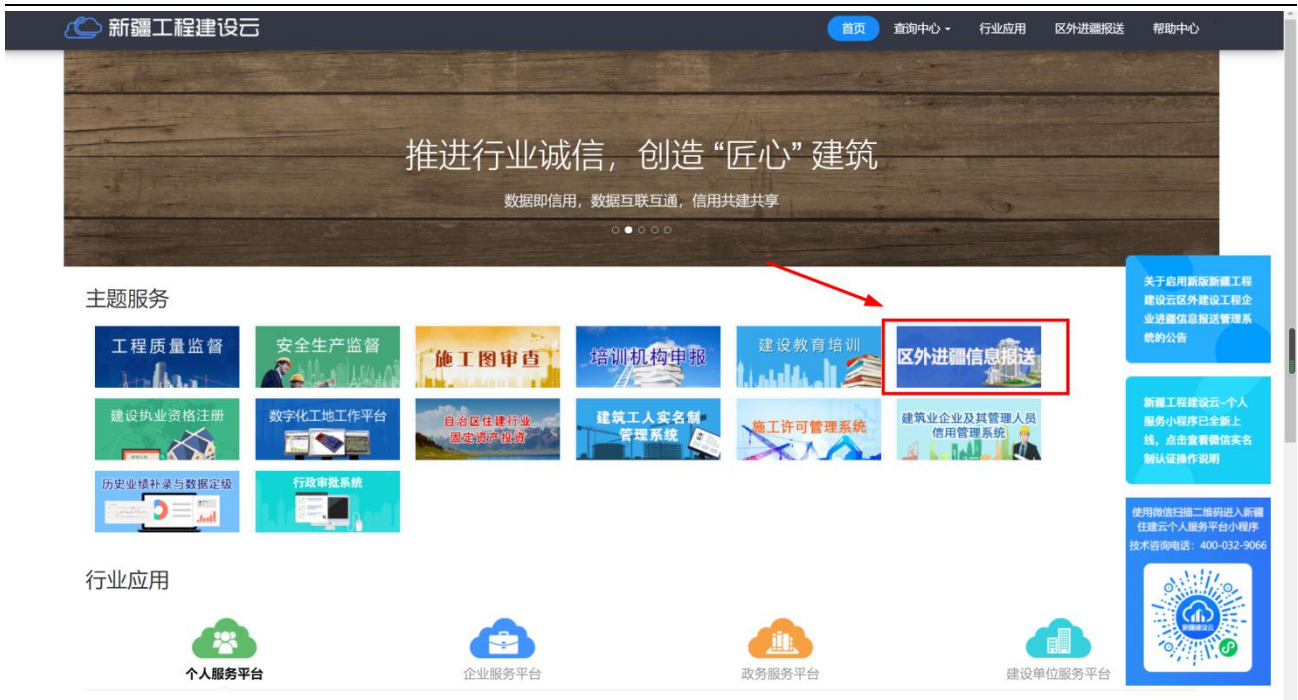 新疆工程建设云
首页
查询中心
行业应用
区外进疆报送
帮助中心
推进行业诚信，创造“匠心”建筑
数据即信用，数据互联互通，信用共建共享
主题服务
工程质量监督
安全生产监督
施工图审查
培训机构申报
建设教育培训
区外进疆信息报送
建设执业资格注册
数字化工地工作平台
自治区住建行业
固定资产投资
建筑工人实名制
管理系统
施工许可管理系统
建筑业企业及其管理人员
信用管理系统
历史业绩补录与数据定级
行政审批系统
关于启用新版新疆工程
建设云区外建设工程企
业进疆信息报送管理系
统的公告
新疆工程建设云-个人
服务小程序已全新上
线，点击查看微信实名
制认证操作说明
使用微信扫描二维码进入新疆
住建云个人服务平台小程序
技术咨询电话：400-032-9066
新疆建设云
行业应用
个人服务平台
企业服务平台
政务服务平台
建设单位服务平台